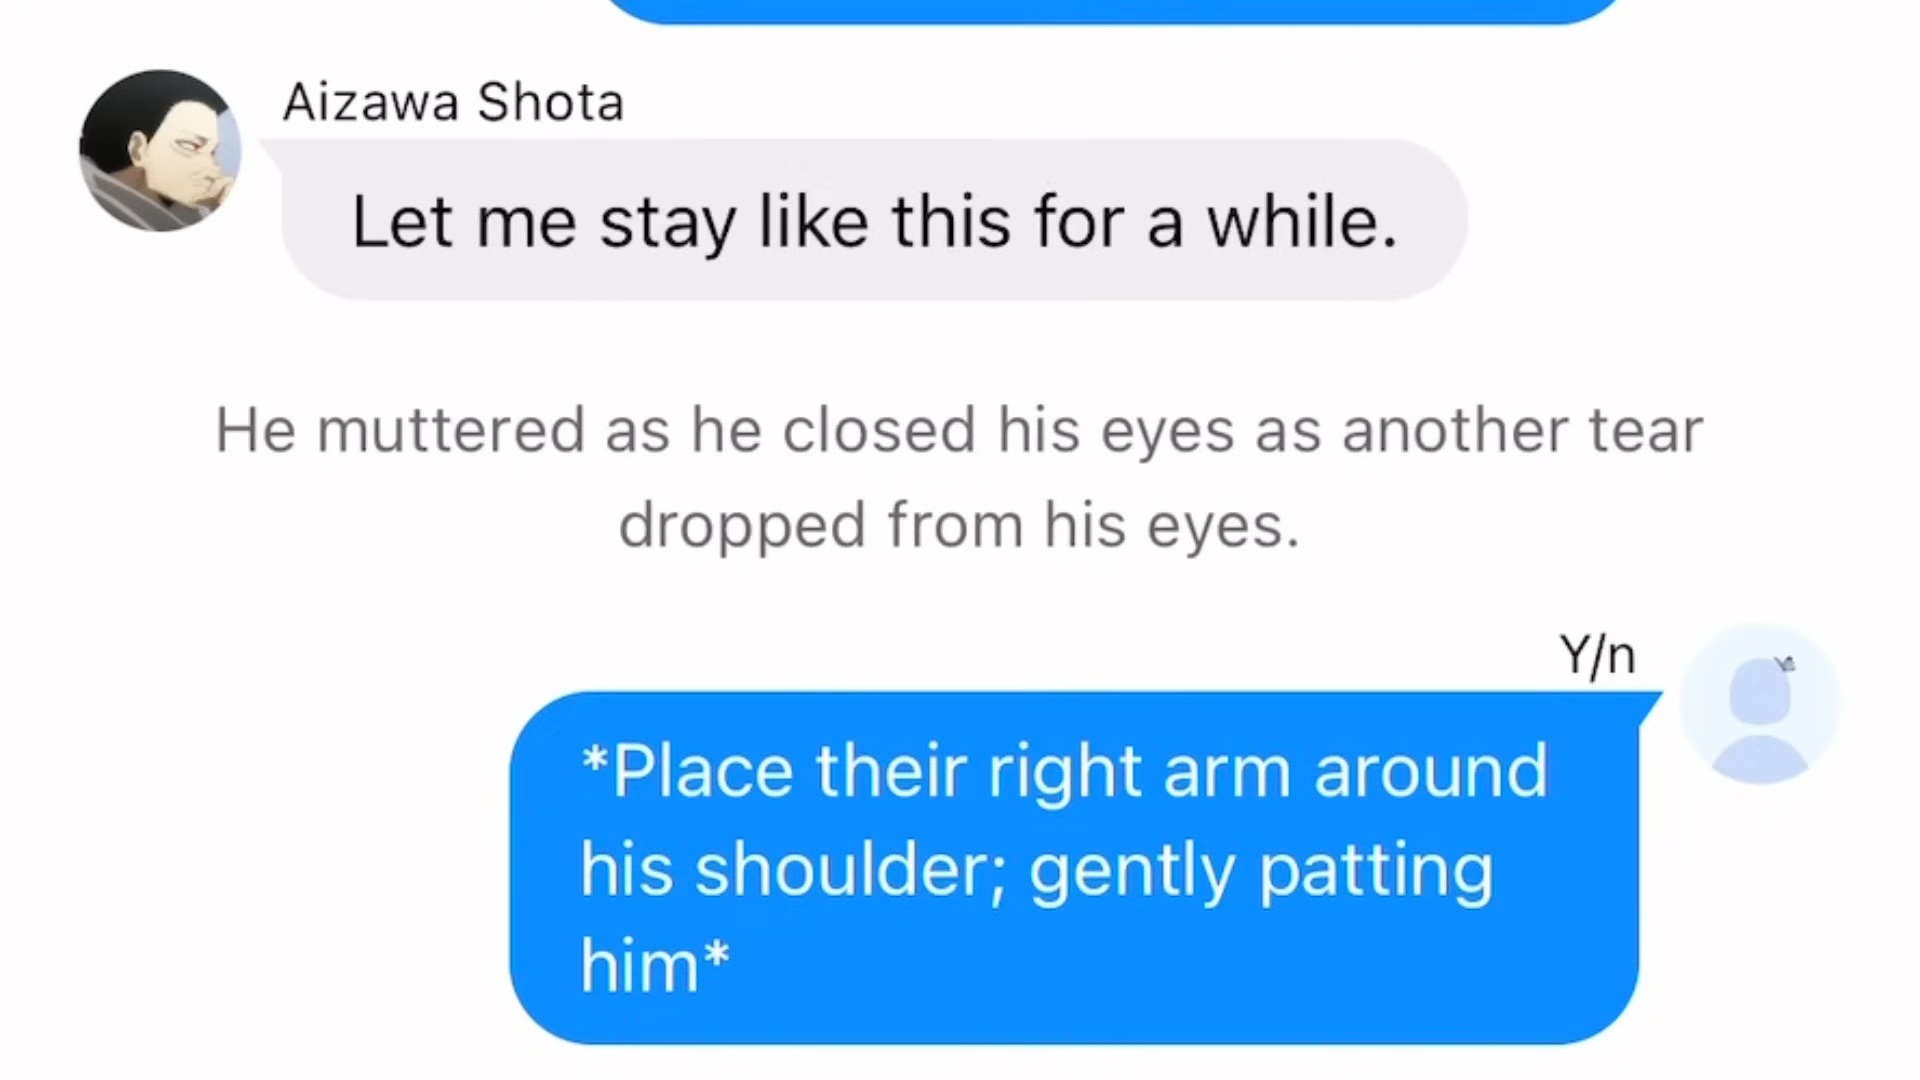 Aizawa Shota
Let me stay like this for a while.
He muttered as he closed his eyes as another tear
dropped from his eyes.
Y/n
*Place their right arm around
his shoulder; gently patting
him*